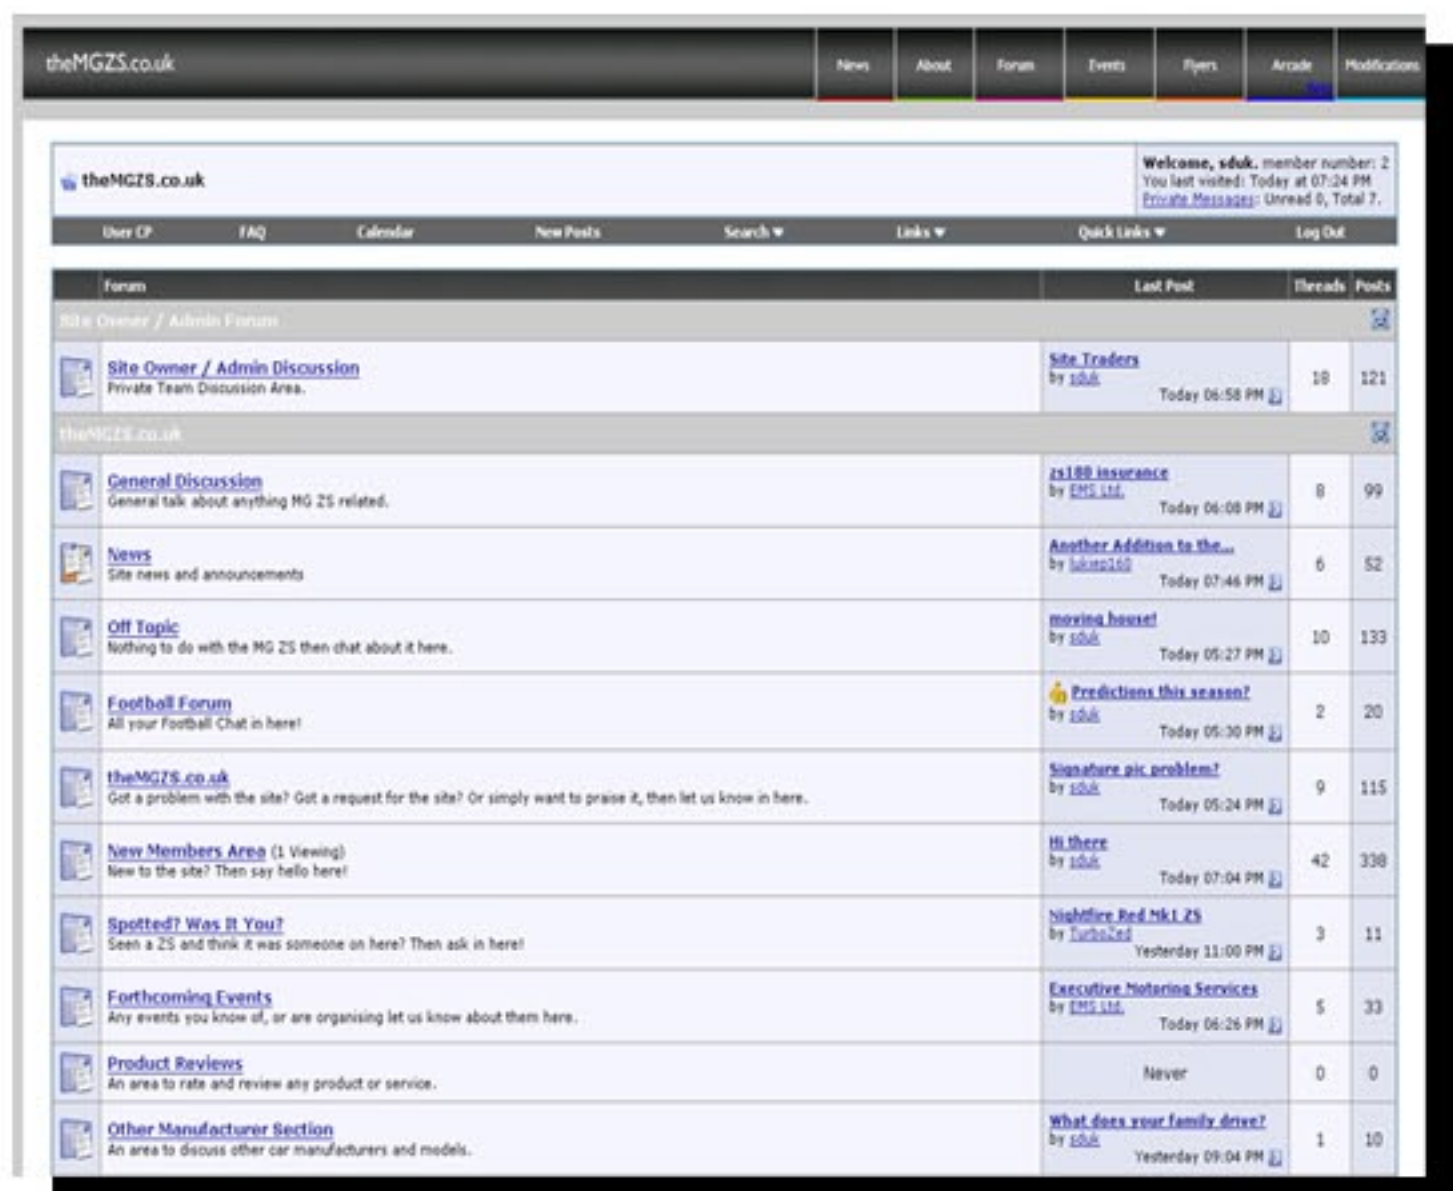 theMGZS.co.uk
News About Forum Events Flyers Arcade Modifications
theMGZS.co.uk
Welcome, sduk. member number: 2
You last visited: Today at 07:24 PM
Private Messages: Unread 0, Total 7.
User CP FAQ Calendar New Posts Search Links Quick Links Log Out
Forum Last Post Threads Posts
Site Owner / Admin Forum
Site Owner / Admin Discussion
Private Team Discussion Area.
Site Traders
by sduk
Today 06:58 PM
18 121
theMGZS.co.uk
General Discussion
General talk about anything MG ZS related.
zs180 insurance
by EMS Ltd.
Today 06:08 PM
8 99
News
Site news and announcements
Another Addition to the...
by lukep160
Today 07:46 PM
6 52
Off Topic
Nothing to do with the MG ZS then chat about it here.
moving house!
by sduk
Today 05:27 PM
10 133
Football Forum
All your Football Chat in here!
Predictions this season?
by sduk
Today 05:30 PM
2 20
theMGZS.co.uk
Got a problem with the site? Got a request for the site? Or simply want to praise it, then let us know in here.
Signature pic problem?
by sduk
Today 05:24 PM
9 115
New Members Area (1 Viewing)
New to the site? Then say hello here!
Hi there
by sduk
Today 07:04 PM
42 338
Spotted? Was It You?
Seen a ZS and think it was someone on here? Then ask in here!
Nightfire Red Mk1 ZS
by TurboZed
Yesterday 11:00 PM
3 11
Forthcoming Events
Any events you know of, or are organising let us know about them here.
Executive Motoring Services
by EMS Ltd.
Today 06:26 PM
5 33
Product Reviews
An area to rate and review any product or service.
Never
0 0
Other Manufacturer Section
An area to discuss other car manufacturers and models.
What does your family drive?
by sduk
Yesterday 09:04 PM
1 10